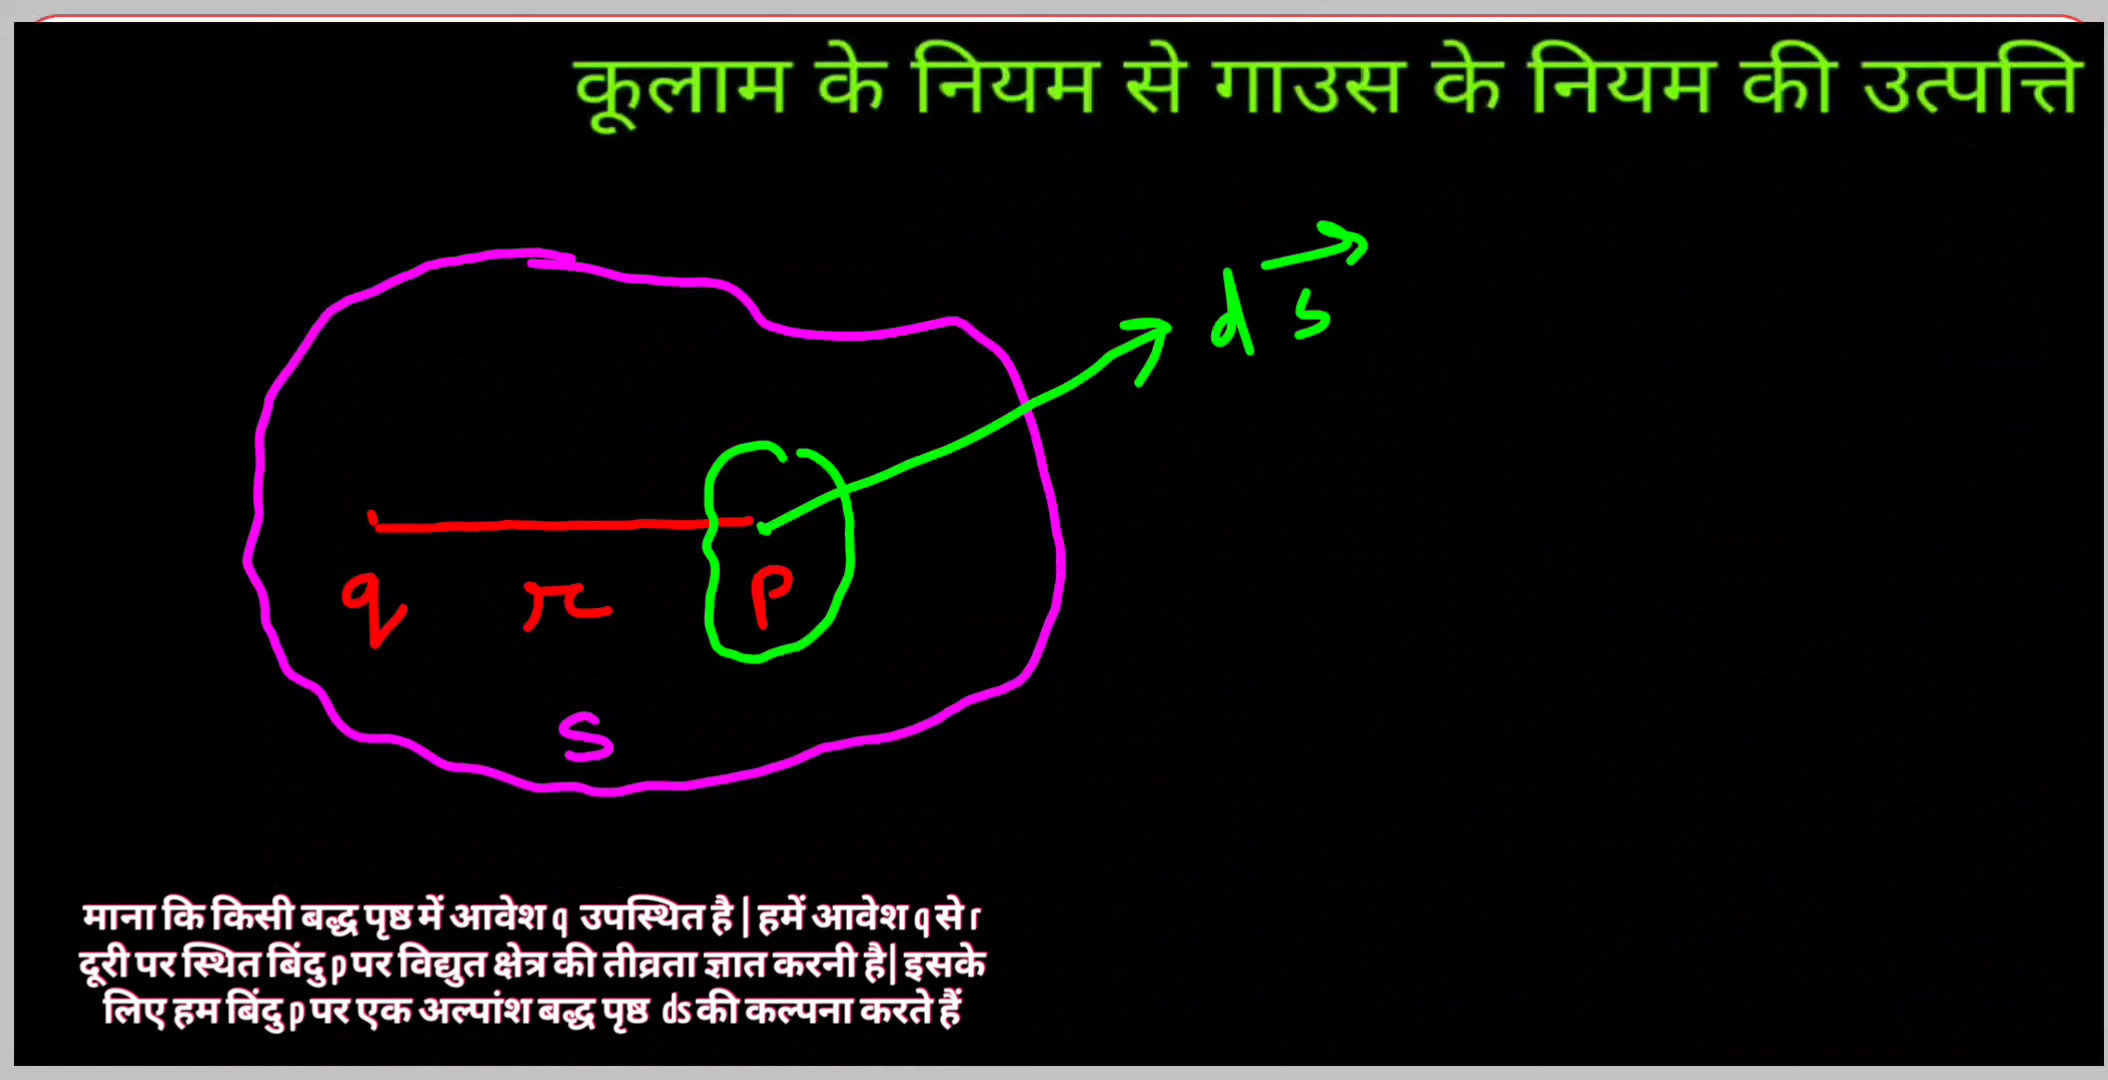 कूलाम के नियम से गाउस के नियम की उत्पत्ति
ds
q r p
s
माना कि किसी बद्ध पृष्ठ में आवेश q उपस्थित है | हमें आवेश q से r
दूरी पर स्थित बिंदु p पर विद्युत क्षेत्र की तीव्रता ज्ञात करनी है| इसके
लिए हम बिंदु p पर एक अल्पांश बद्ध पृष्ठ ds की कल्पना करते हैं